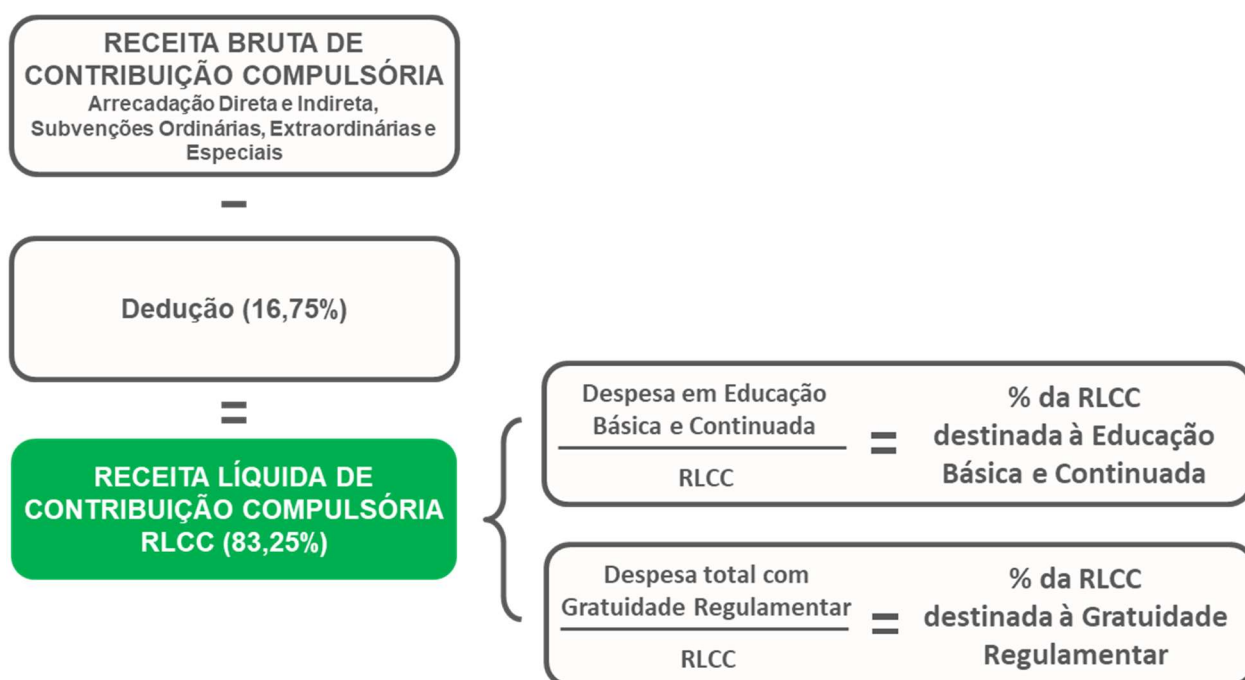 RECEITA BRUTA DE
CONTRIBUIÇÃO COMPULSÓRIA
Arrecadação Direta e Indireta,
Subvenções Ordinárias, Extraordinárias e
Especiais
–
Dedução (16,75%)
=
RECEITA LÍQUIDA DE
CONTRIBUIÇÃO COMPULSÓRIA
RLCC (83,25%)
Despesa em Educação
Básica e Continuada
RLCC
=
% da RLCC
destinada à Educação
Básica e Continuada
Despesa total com
Gratuidade Regulamentar
RLCC
=
% da RLCC
destinada à Gratuidade
Regulamentar